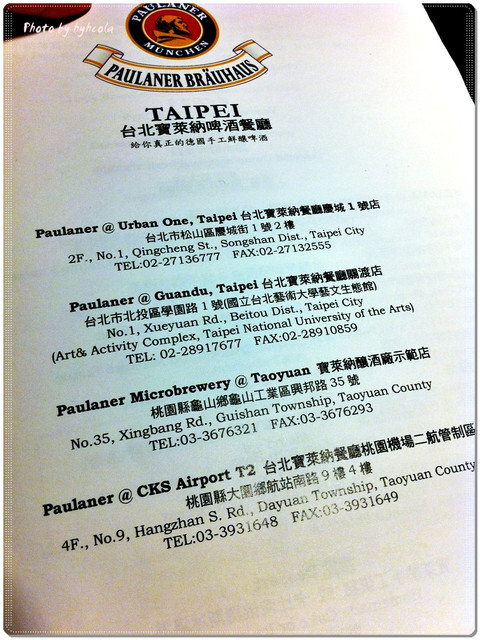 Photo by hyhcola
PAULANER
MÜNCHEN
PAULANER BRÄUHAUS
TAIPEI
台北寶萊納啤酒餐廳
給你真正的德國手工鮮釀啤酒
Paulaner @ Urban One, Taipei 台北寶萊納餐廳慶城1號店
台北市松山區慶城街1號2樓
2F., No.1, Qingcheng St., Songshan Dist., Taipei City
TEL:02-27136777 FAX:02-27132555
Paulaner @ Guandu, Taipei 台北寶萊納餐廳關渡店
台北市北投區學園路1號(國立台北藝術大學藝文生態館)
No.1, Xueyuan Rd., Beitou Dist., Taipei City
(Art& Activity Complex, Taipei National University of the Arts)
TEL: 02-28917677 FAX:02-28910859
Paulaner Microbrewery @ Taoyuan 寶萊納釀酒廠示範店
桃園縣龜山鄉龜山工業區興邦路35號
No.35, Xingbang Rd., Guishan Township, Taoyuan County
TEL:03-3676321 FAX:03-3676293
Paulaner @ CKS Airport T2 台北寶萊納餐廳桃園機場二航管制區
桃園縣大園鄉航站南路9樓4樓
4F., No.9, Hangzhan S. Rd., Dayuan Township, Taoyuan County
TEL:03-3931648 FAX:03-3931649